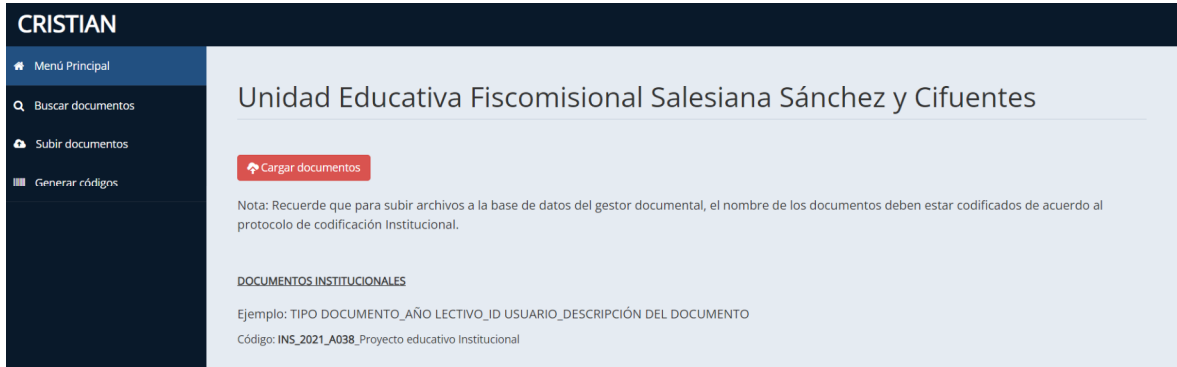 CRISTIAN
Menú Principal
Buscar documentos
Subir documentos
Generar códigos
Unidad Educativa Fiscomisional Salesiana Sánchez y Cifuentes
Cargar documentos
Nota: Recuerde que para subir archivos a la base de datos del gestor documental, el nombre de los documentos deben estar codificados de acuerdo al
protocolo de codificación Institucional.
DOCUMENTOS INSTITUCIONALES
Ejemplo: TIPO DOCUMENTO_AÑO LECTIVO_ID USUARIO_DESCRIPCIÓN DEL DOCUMENTO
Código: INS_2021_A038_Proyecto educativo Institucional